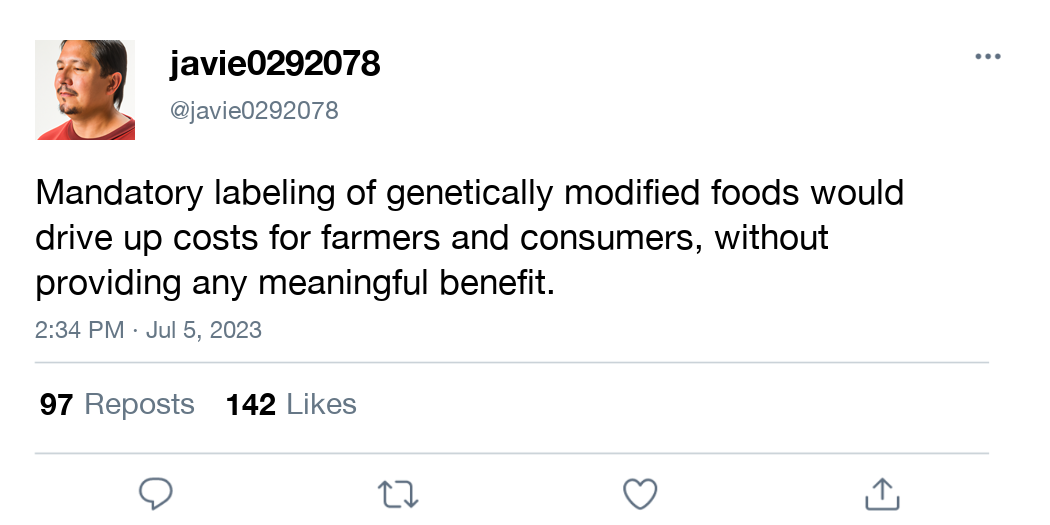 javie0292078
@javie0292078
Mandatory labeling of genetically modified foods would
drive up costs for farmers and consumers, without
providing any meaningful benefit.
2:34 PM · Jul 5, 2023
97 Reposts 142 Likes